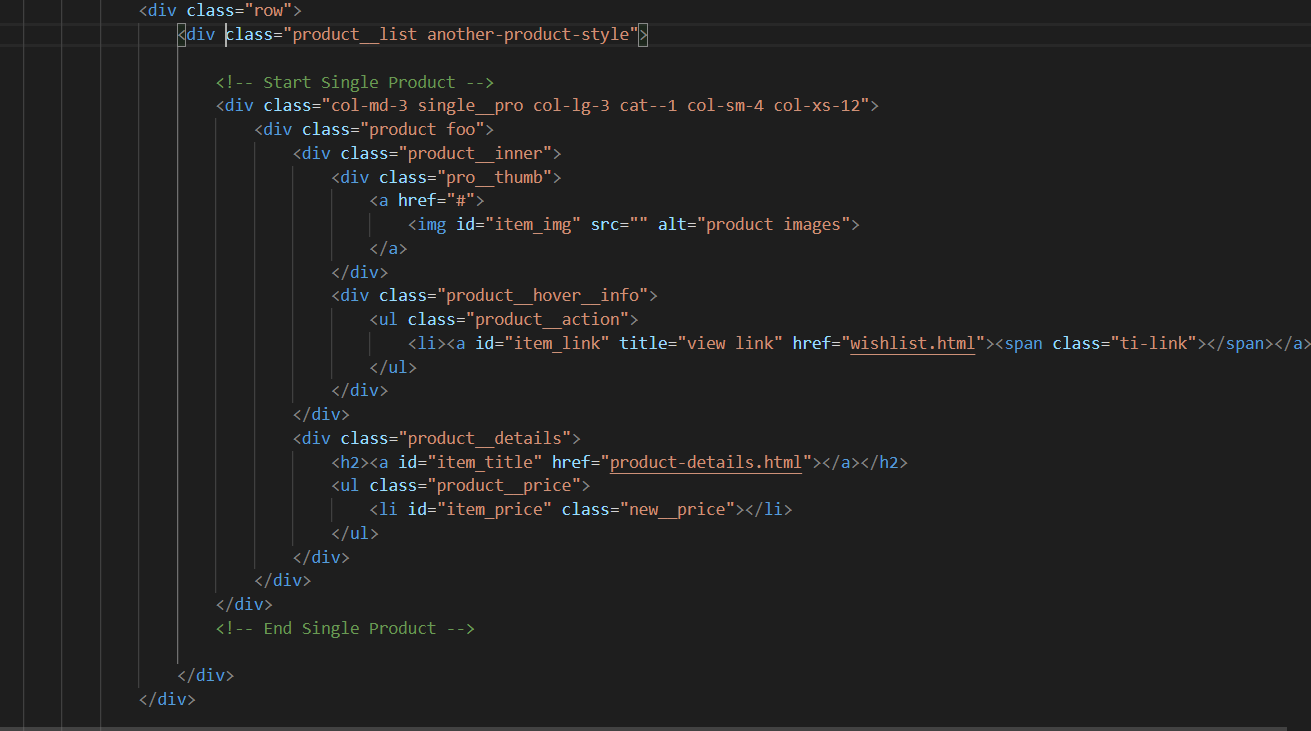 <div class="row">
<div class="product__list another-product-style">
<!-- Start Single Product -->
<div class="col-md-3 single__pro col-lg-3 cat--1 col-sm-4 col-xs-12">
<div class="product foo">
<div class="product__inner">
<div class="pro__thumb">
<a href="#">
<img id="item_img" src="" alt="product images">
</a>
</div>
<div class="product__hover__info">
<ul class="product__action">
<li><a id="item_link" title="view link" href="wishlist.html"><span class="ti-link"></span></a>
</ul>
</div>
</div>
<div class="product__details">
<h2><a id="item_title" href="product-details.html"></a></h2>
<ul class="product__price">
<li id="item_price" class="new__price"></li>
</ul>
</div>
</div>
</div>
<!-- End Single Product -->
</div>
</div>